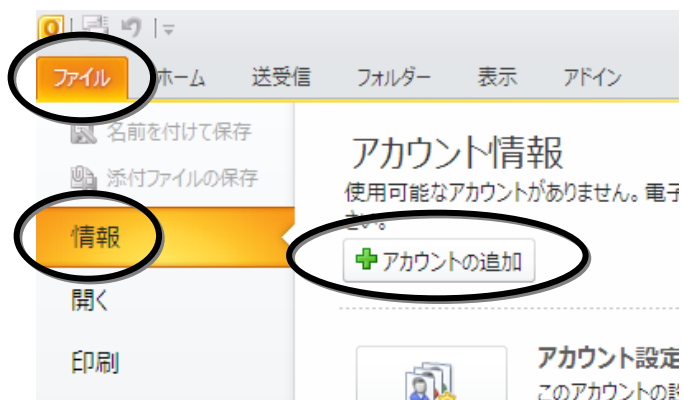 ファイル ホーム 送受信 フォルダー 表示 アドイン
名前を付けて保存
添付ファイルの保存
情報
開く
印刷
アカウント情報
使用可能なアカウントがありません。電子
さい。
アカウントの追加
アカウント設定
このアカウントの設